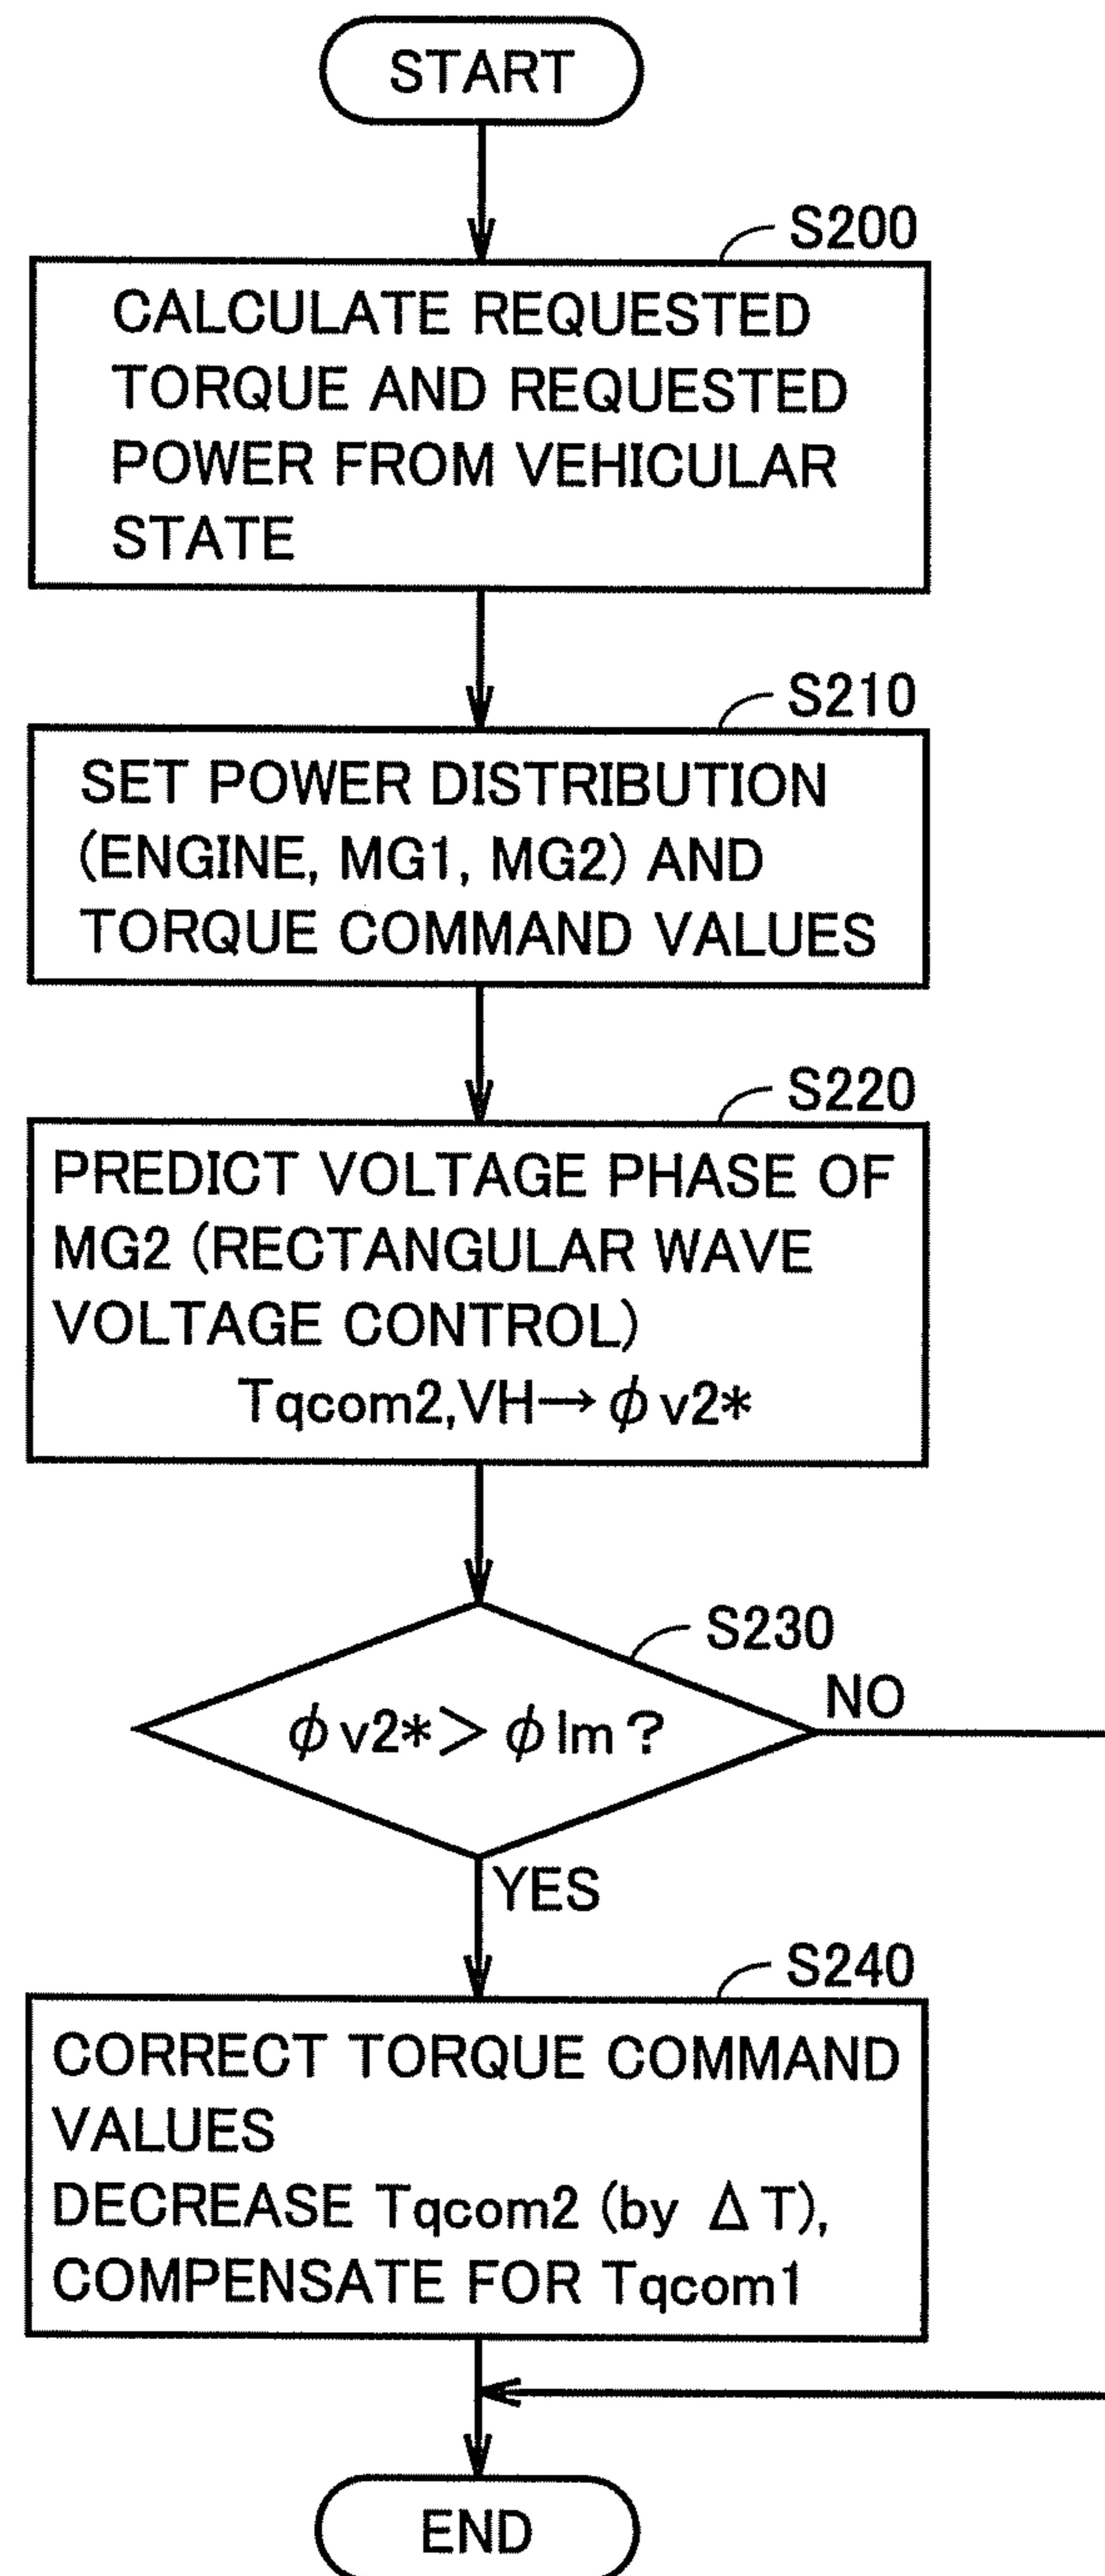 START
S200
CALCULATE REQUESTED
TORQUE AND REQUESTED
POWER FROM VEHICULAR
STATE
S210
SET POWER DISTRIBUTION
(ENGINE, MG1, MG2) AND
TORQUE COMMAND VALUES
S220
PREDICT VOLTAGE PHASE OF
MG2 (RECTANGULAR WAVE
VOLTAGE CONTROL)
Tqcom2,VH→ϕv2*
S230
ϕv2*>ϕlm?
NO
YES
S240
CORRECT TORQUE COMMAND
VALUES
DECREASE Tqcom2 (by ΔT),
COMPENSATE FOR Tqcom1
END